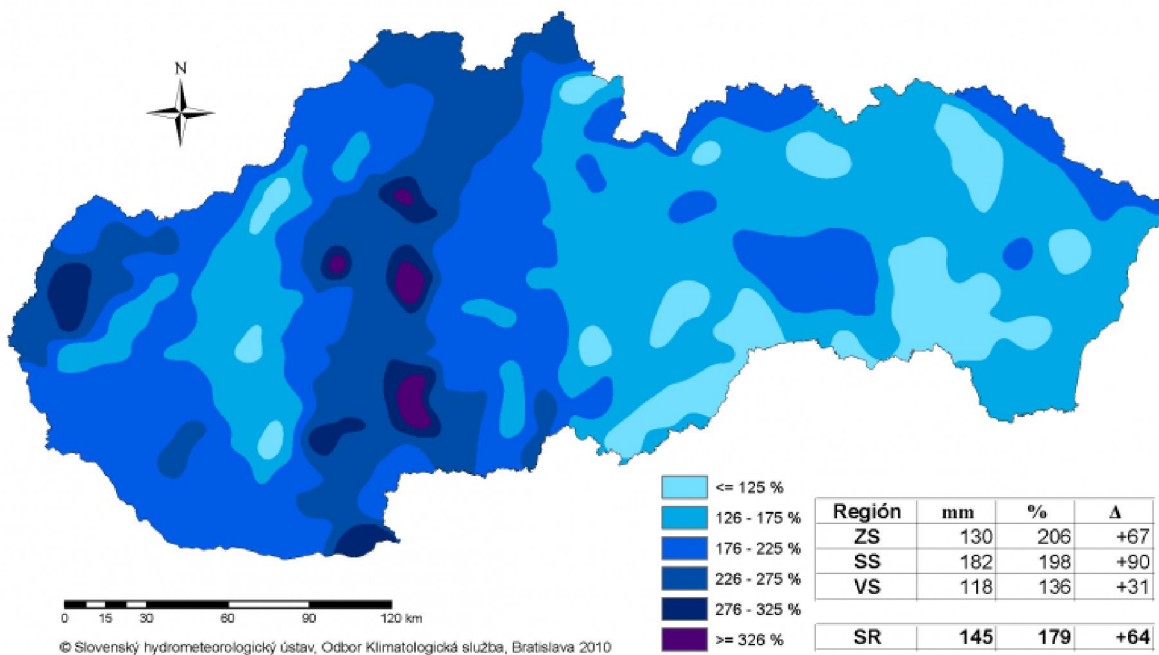 N
<= 125 %
126 - 175 %
176 - 225 %
226 - 275 %
276 - 325 %
>= 326 %
Región mm % Δ
ZS 130 206 +67
SS 182 198 +90
VS 118 136 +31
SR 145 179 +64
0 15 30 60 90 120 km
© Slovenský hydrometeorologický ústav, Odbor Klimatologická služba, Bratislava 2010